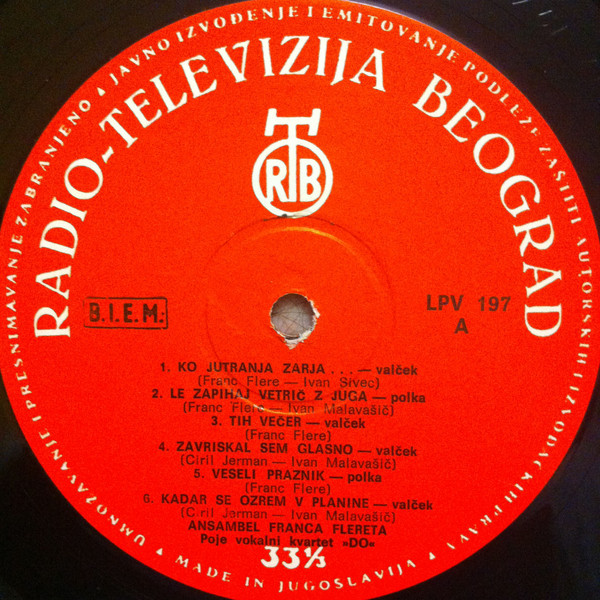 UMNOŽAVANJE I PRESNIMAVANJE ZABRANJENO ▲ JAVNO IZVOĐENJE I EMITOVANJE PODLEŽE ZAŠTITI AUTORSKIH I IZVOĐAČKIH PRAVA ▲
RADIO-TELEVIZIJA BEOGRAD
RTB
B.I.E.M.
LPV 197
A
1. KO JUTRANJA ZARJA . . . — valček
(Franc Flere — Ivan Sivec)
2. LE ZAPIHAJ VETRIČ Z JUGA — polka
(Franc Flere — Ivan Malavašič)
3. TIH VEČER — valček
(Franc Flere)
4. ZAVRISKAL SEM GLASNO — valček
(Ciril Jerman — Ivan Malavašič)
5. VESELI PRAZNIK — polka
(Franc Flere)
6. KADAR SE OZREM V PLANINE — valček
(Ciril Jerman — Ivan Malavašič)
ANSAMBEL FRANCA FLERETA
Poje vokalni kvartet »DO«
33⅓
▲ MADE IN JUGOSLAVIJA ▲